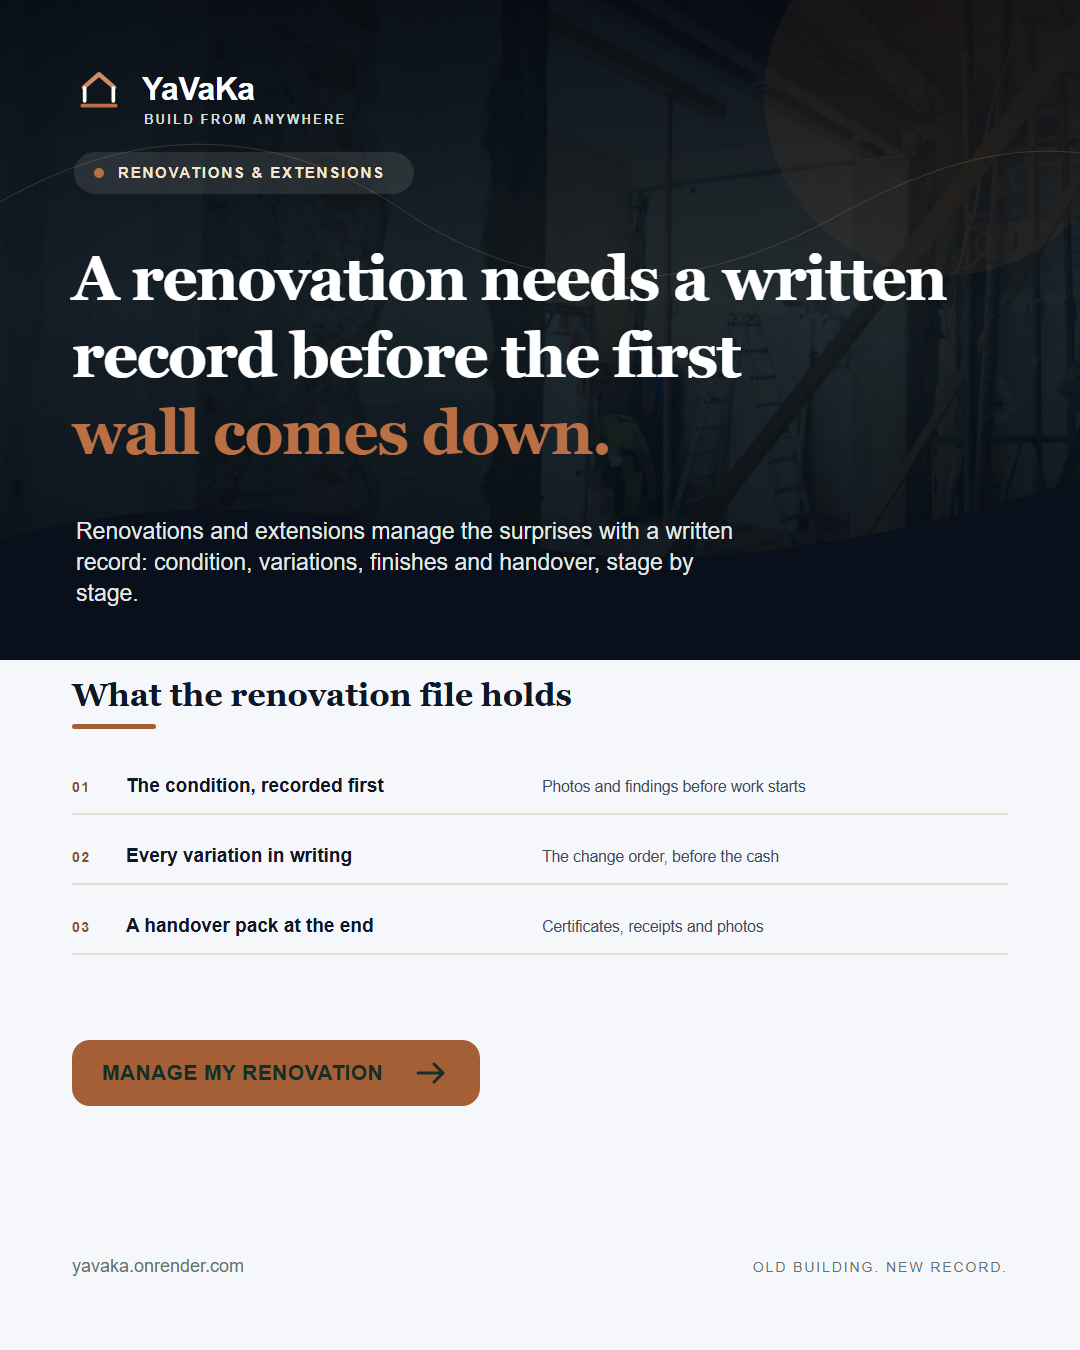 YaVaKa
BUILD FROM ANYWHERE
RENOVATIONS & EXTENSIONS
A renovation needs a written
record before the first
wall comes down.
Renovations and extensions manage the surprises with a written
record: condition, variations, finishes and handover, stage by
stage.
What the renovation file holds
01 The condition, recorded first Photos and findings before work starts
02 Every variation in writing The change order, before the cash
03 A handover pack at the end Certificates, receipts and photos
MANAGE MY RENOVATION
yavaka.onrender.com OLD BUILDING. NEW RECORD.